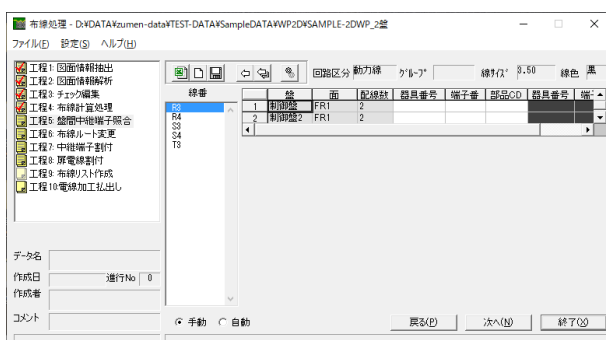 布線処理 - D:¥DATA¥zumen-data¥TEST-DATA¥SampleDATA¥WP2D¥SAMPLE-2DWP_2盤
ファイル(F) 設定(S) ヘルプ(H)
工程1: 図面情報抽出
工程2: 図面情報解析
工程3: チェック編集
工程4: 布線計算処理
工程5: 盤間中継端子照合
工程6: 布線ルート変更
工程7: 中継端子割付
工程8: 扉電線割付
工程9: 布線リスト作成
工程10:電線加工払出し
回路区分 動力線 グループ 線サイズ 3.50 線色 黒
線番
R3
R4
S3
S4
T3
盤 面 配線数 器具番号 端子番 部品CD 器具番号 端子
1 制御盤 FR1 2
2 制御盤2 FR1 2
データ名
作成日 進行No 0
作成者
コメント
手動 自動
戻る(P) 次へ(N) 終了(X)